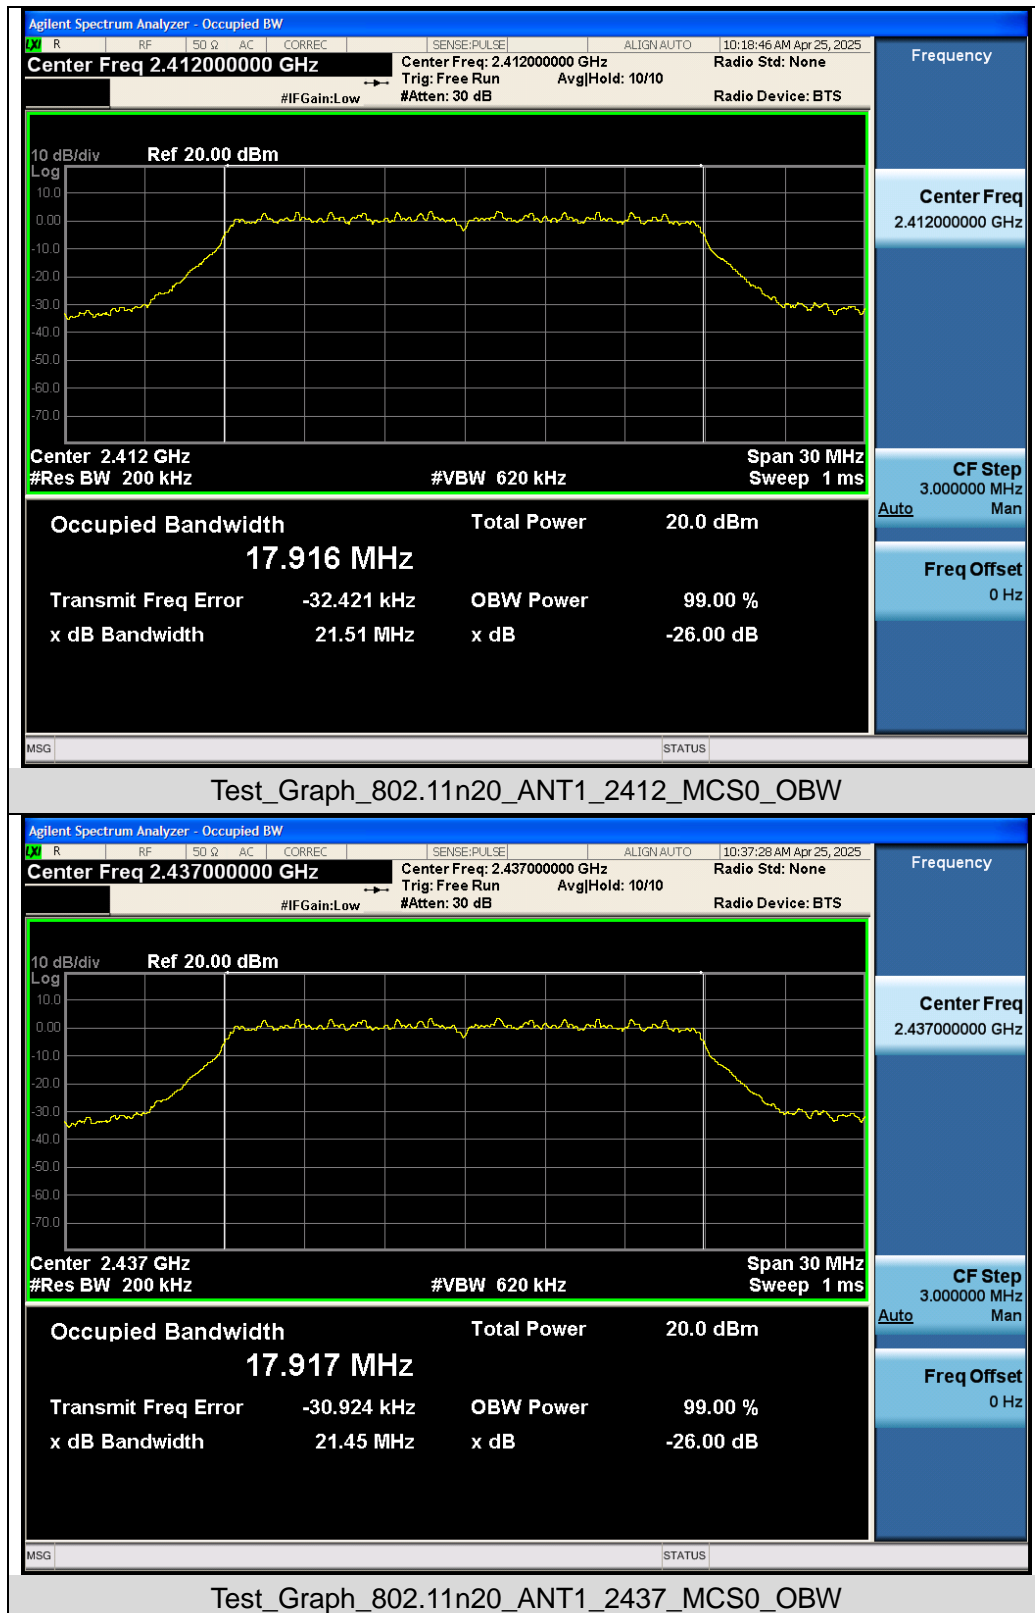 Agilent Spectrum Analyzer - Occupied BW
LXI R RF 50 Ω AC CORREC SENSE:PULSE ALIGN AUTO 10:18:46 AM Apr 25, 2025
Center Freq 2.412000000 GHz Center Freq: 2.412000000 GHz Radio Std: None Frequency
Trig: Free Run Avg|Hold: 10/10
#IFGain:Low #Atten: 30 dB Radio Device: BTS
10 dB/div Ref 20.00 dBm
Log
10.0
0.00
-10.0
-20.0
-30.0
-40.0
-50.0
-60.0
-70.0
Center Freq
2.412000000 GHz
Center 2.412 GHz Span 30 MHz
#Res BW 200 kHz #VBW 620 kHz Sweep 1 ms
CF Step
3.000000 MHz
Auto Man
Occupied Bandwidth Total Power 20.0 dBm
17.916 MHz
Transmit Freq Error -32.421 kHz OBW Power 99.00 %
x dB Bandwidth 21.51 MHz x dB -26.00 dB
Freq Offset
0 Hz
MSG STATUS
Test_Graph_802.11n20_ANT1_2412_MCS0_OBW
Agilent Spectrum Analyzer - Occupied BW
LXI R RF 50 Ω AC CORREC SENSE:PULSE ALIGN AUTO 10:37:28 AM Apr 25, 2025
Center Freq 2.437000000 GHz Center Freq: 2.437000000 GHz Radio Std: None Frequency
Trig: Free Run Avg|Hold: 10/10
#IFGain:Low #Atten: 30 dB Radio Device: BTS
10 dB/div Ref 20.00 dBm
Log
10.0
0.00
-10.0
-20.0
-30.0
-40.0
-50.0
-60.0
-70.0
Center Freq
2.437000000 GHz
Center 2.437 GHz Span 30 MHz
#Res BW 200 kHz #VBW 620 kHz Sweep 1 ms
CF Step
3.000000 MHz
Auto Man
Occupied Bandwidth Total Power 20.0 dBm
17.917 MHz
Transmit Freq Error -30.924 kHz OBW Power 99.00 %
x dB Bandwidth 21.45 MHz x dB -26.00 dB
Freq Offset
0 Hz
MSG STATUS
Test_Graph_802.11n20_ANT1_2437_MCS0_OBW